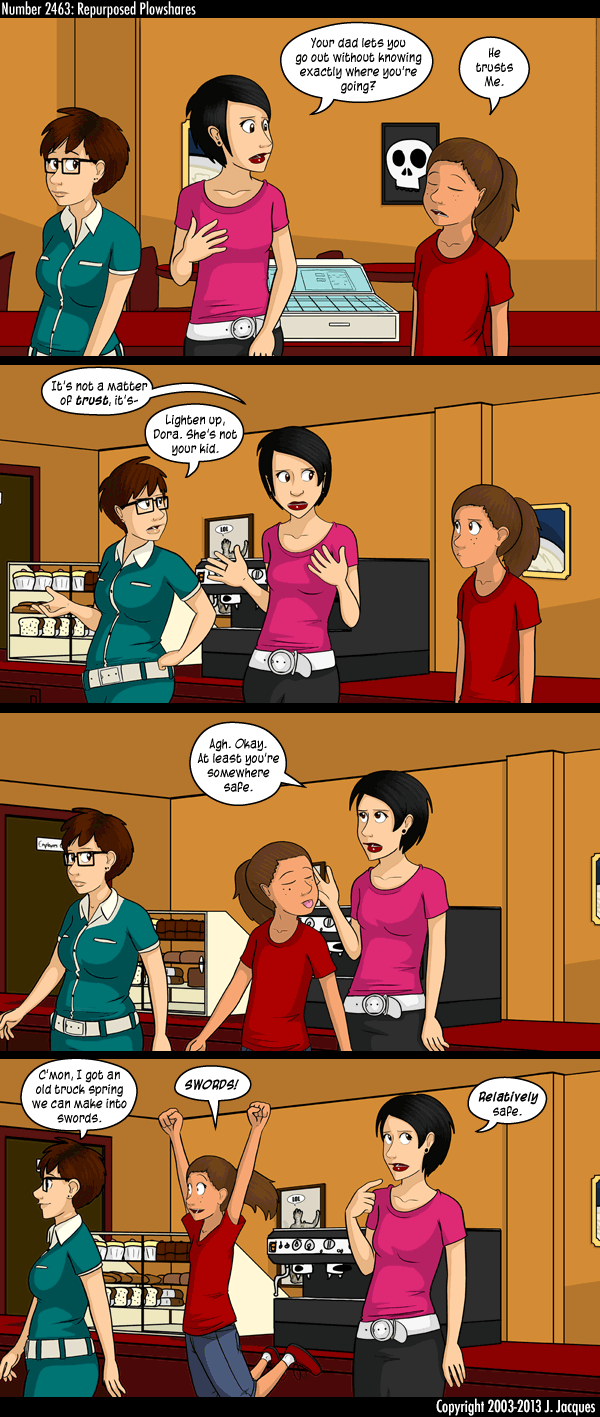 Number 2463: Repurposed Plowshares
Your dad lets you
go out without knowing
exactly where you're
going?
He
trusts
Me.
It's not a matter
of trust, it's-
Lighten up,
Dora. She's not
your kid.
LOL
Agh. Okay.
At least you're
somewhere
safe.
C'mon, I got an
old truck spring
we can make into
swords.
SWORDS!
Relatively
safe.
LOL
Copyright 2003-2013 J. Jacques